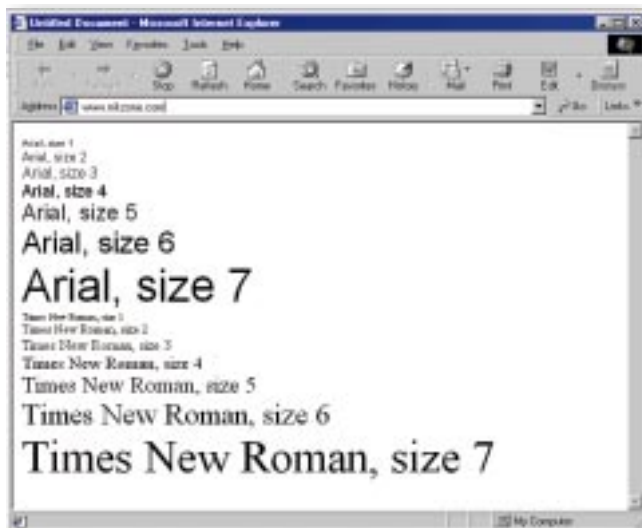 Untitled Document - Microsoft Internet Explorer
File Edit View Favorites Tools Help
Stop Refresh Home Search Favorites History Mail Print Edit Discuss
Address Go Links
Arial, size 1
Arial, size 2
Arial, size 3
Arial, size 4
Arial, size 5
Arial, size 6
Arial, size 7
Times New Roman, size 1
Times New Roman, size 2
Times New Roman, size 3
Times New Roman, size 4
Times New Roman, size 5
Times New Roman, size 6
Times New Roman, size 7
My Computer